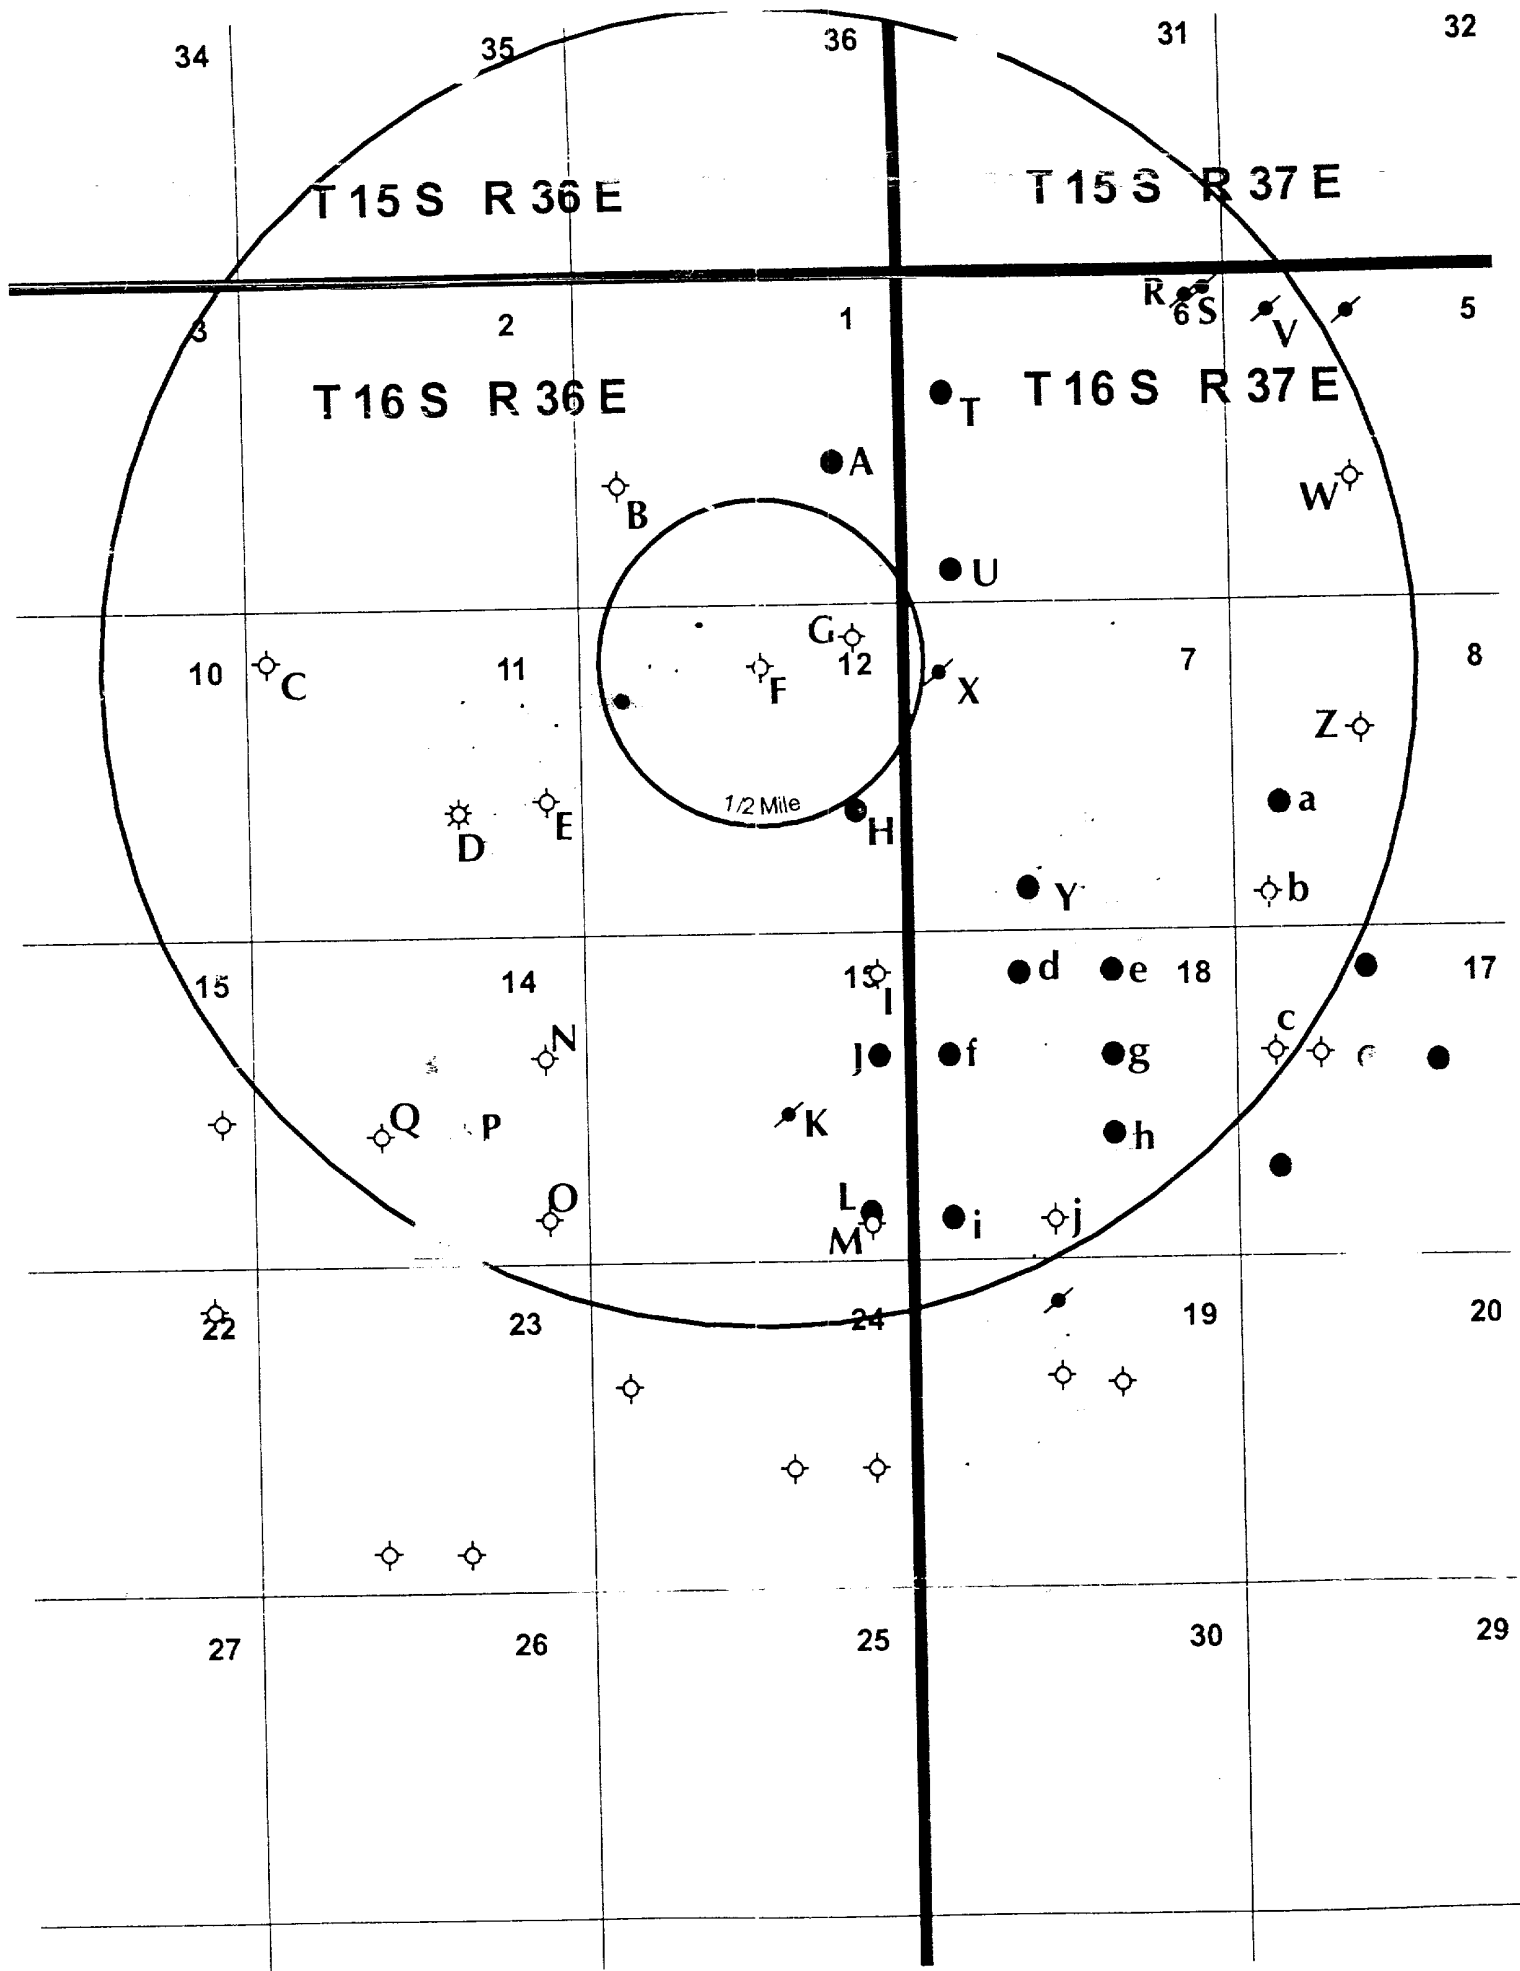 34 35 36 31 32
T 15 S R 36 E T 15 S R 37 E
R 6 S V 5
3 2 1
T 16 S R 36 E T 16 S R 37 E
T
A
B W
U
G
10 C 11 F 12 X 7 8
Z
1/2 Mile a
D E H
Y b
15 14 13 I d e 18 17
N J f g c
Q P K h
O L i j
M
22 23 24 19 20
27 26 25 30 29